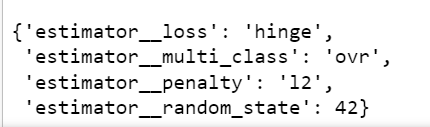 {'estimator__loss': 'hinge',
'estimator__multi_class': 'ovr',
'estimator__penalty': 'l2',
'estimator__random_state': 42}